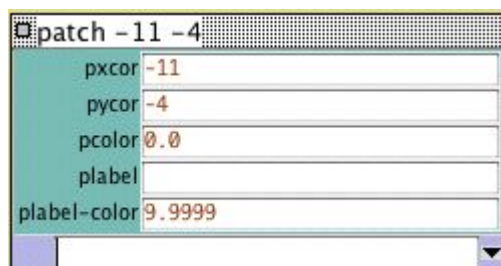 patch -11 -4
pxcor -11
pycor -4
pcolor 0.0
plabel
plabel-color 9.9999